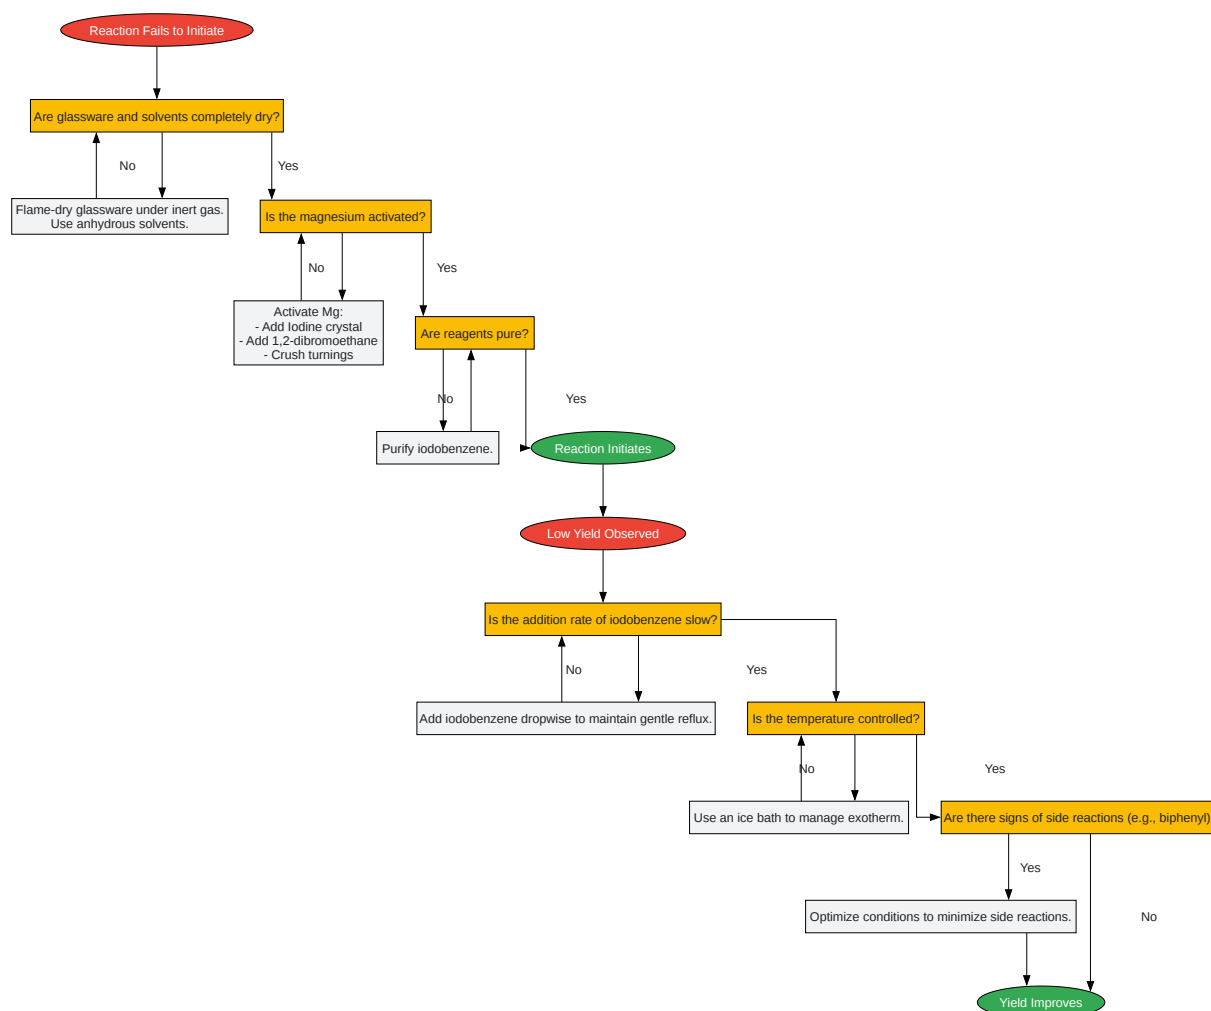 Reaction Fails to Initiate
Are glassware and solvents completely dry?
No
Yes
Flame-dry glassware under inert gas.
Use anhydrous solvents.
Is the magnesium activated?
No
Yes
Activate Mg:
- Add Iodine crystal
- Add 1,2-dibromoethane
- Crush turnings
Are reagents pure?
No
Yes
Purify iodobenzene.
Reaction Initiates
Low Yield Observed
Is the addition rate of iodobenzene slow?
No
Yes
Add iodobenzene dropwise to maintain gentle reflux.
Is the temperature controlled?
No
Yes
Use an ice bath to manage exotherm.
Are there signs of side reactions (e.g., biphenyl)
Yes
Optimize conditions to minimize side reactions.
No
Yield Improves